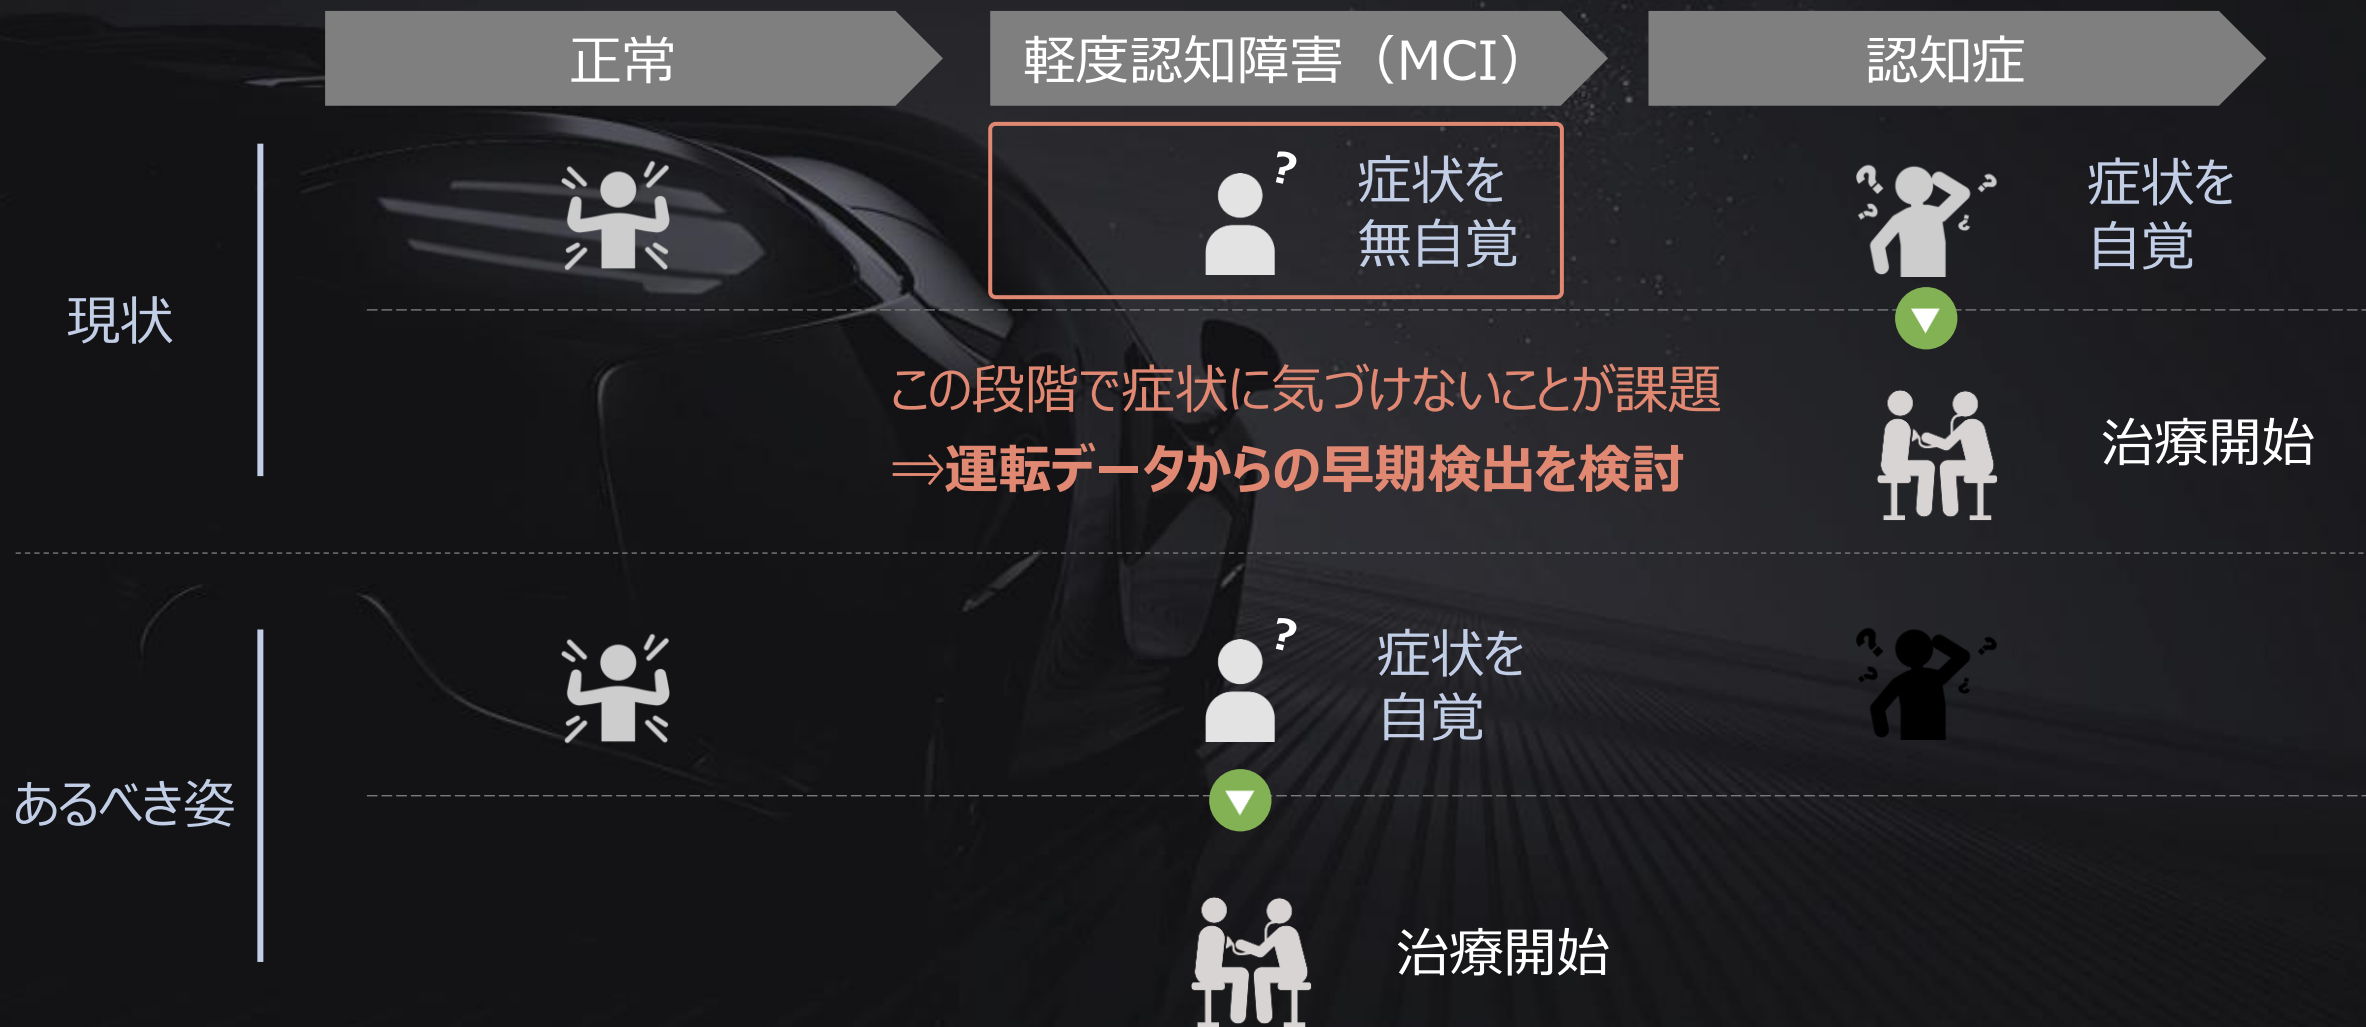 正常
軽度認知障害（MCI）
認知症
現状
?
症状を
無自覚
症状を
自覚
この段階で症状に気づけないことが課題
⇒運転データからの早期検出を検討
治療開始
あるべき姿
?
症状を
自覚
治療開始